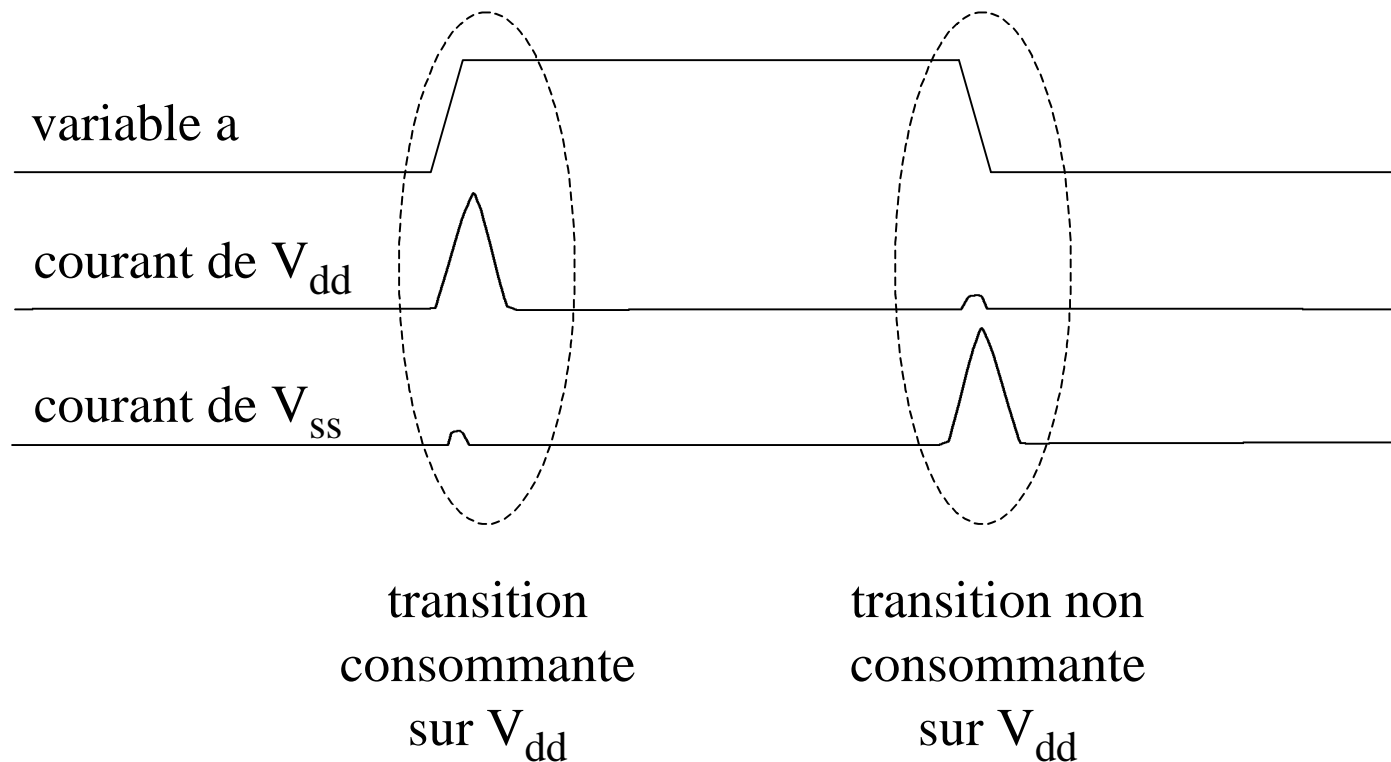 variable a
courant de Vdd
courant de Vss
transition
consommante
sur Vdd
transition non
consommante
sur Vdd